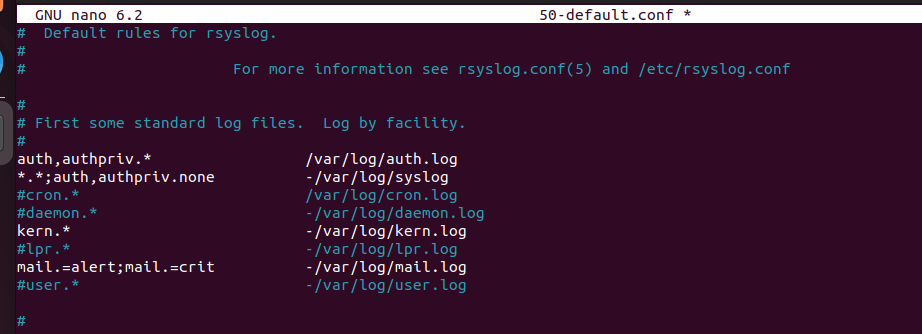 GNU nano 6.2 50-default.conf *
#  Default rules for rsyslog.
#
#                       For more information see rsyslog.conf(5) and /etc/rsyslog.conf
#
# First some standard log files.  Log by facility.
#
auth,authpriv.*                 /var/log/auth.log
*.*;auth,authpriv.none          -/var/log/syslog
#cron.*                         /var/log/cron.log
#daemon.*                       -/var/log/daemon.log
kern.*                          -/var/log/kern.log
#lpr.*                          -/var/log/lpr.log
mail.=alert;mail.=crit          -/var/log/mail.log
#user.*                         -/var/log/user.log
#